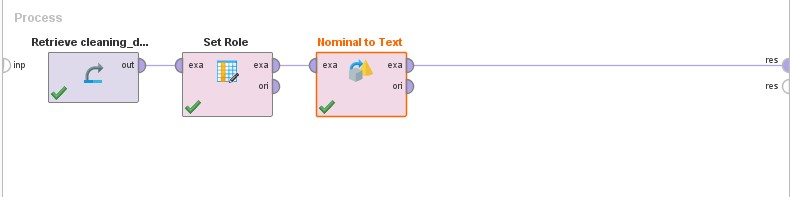 Process
Retrieve cleaning_d...
Set Role
Nominal to Text
inp
out
exa
exa
exa
exa
res
ori
ori
res